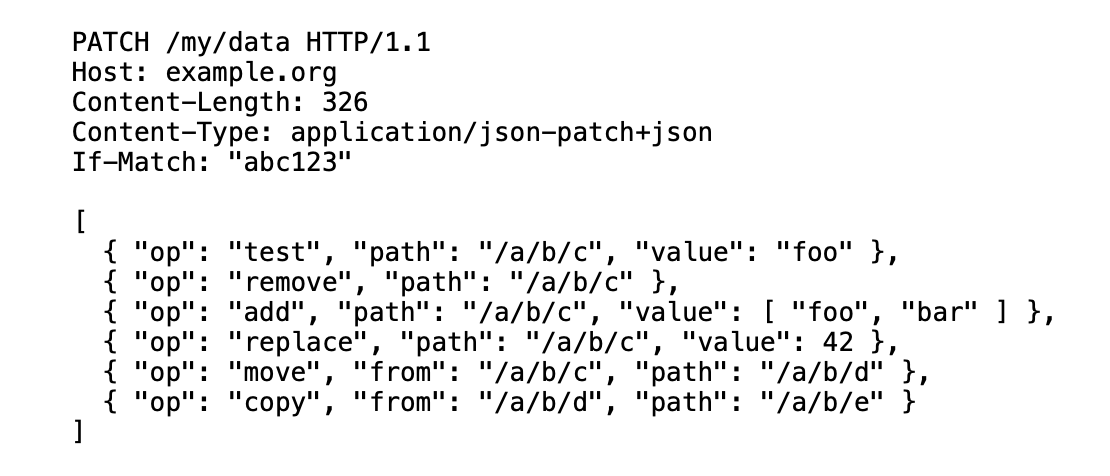 PATCH /my/data HTTP/1.1
Host: example.org
Content-Length: 326
Content-Type: application/json-patch+json
If-Match: "abc123"

[
  { "op": "test", "path": "/a/b/c", "value": "foo" },
  { "op": "remove", "path": "/a/b/c" },
  { "op": "add", "path": "/a/b/c", "value": [ "foo", "bar" ] },
  { "op": "replace", "path": "/a/b/c", "value": 42 },
  { "op": "move", "from": "/a/b/c", "path": "/a/b/d" },
  { "op": "copy", "from": "/a/b/d", "path": "/a/b/e" }
]